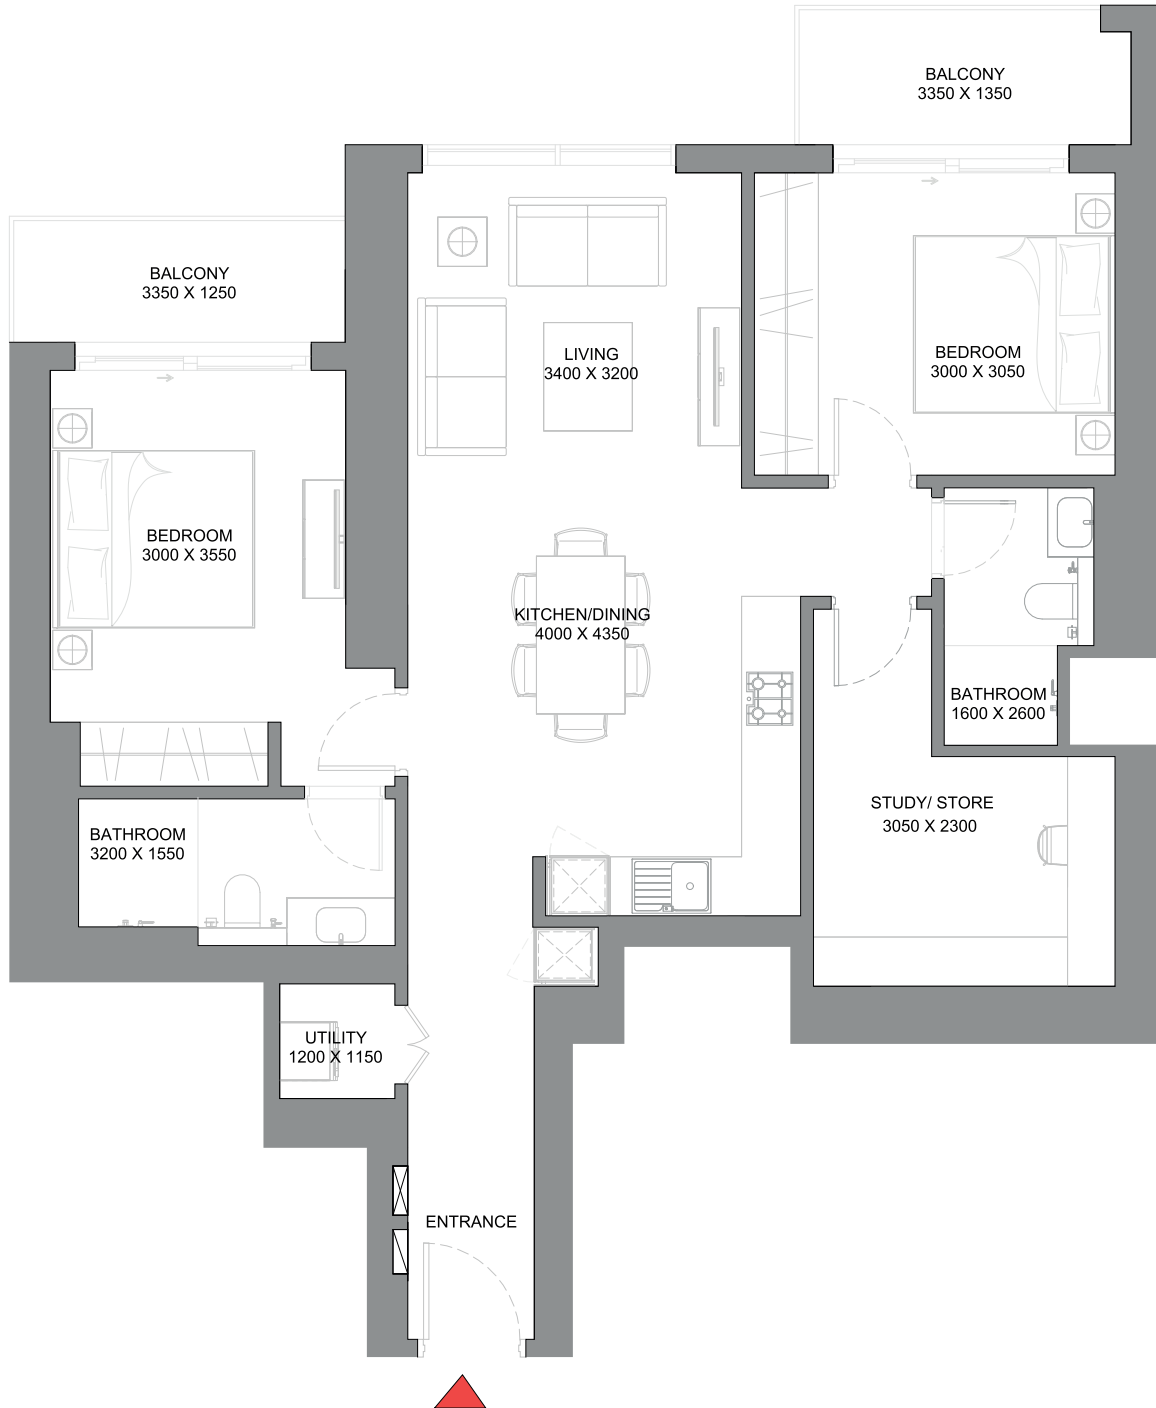 BALCONY
3350 X 1350
BALCONY
3350 X 1250
LIVING
3400 X 3200
BEDROOM
3000 X 3050
BEDROOM
3000 X 3550
KITCHEN/DINING
4000 X 4350
BATHROOM
1600 X 2600
STUDY/ STORE
3050 X 2300
BATHROOM
3200 X 1550
UTILITY
1200 X 1150
ENTRANCE